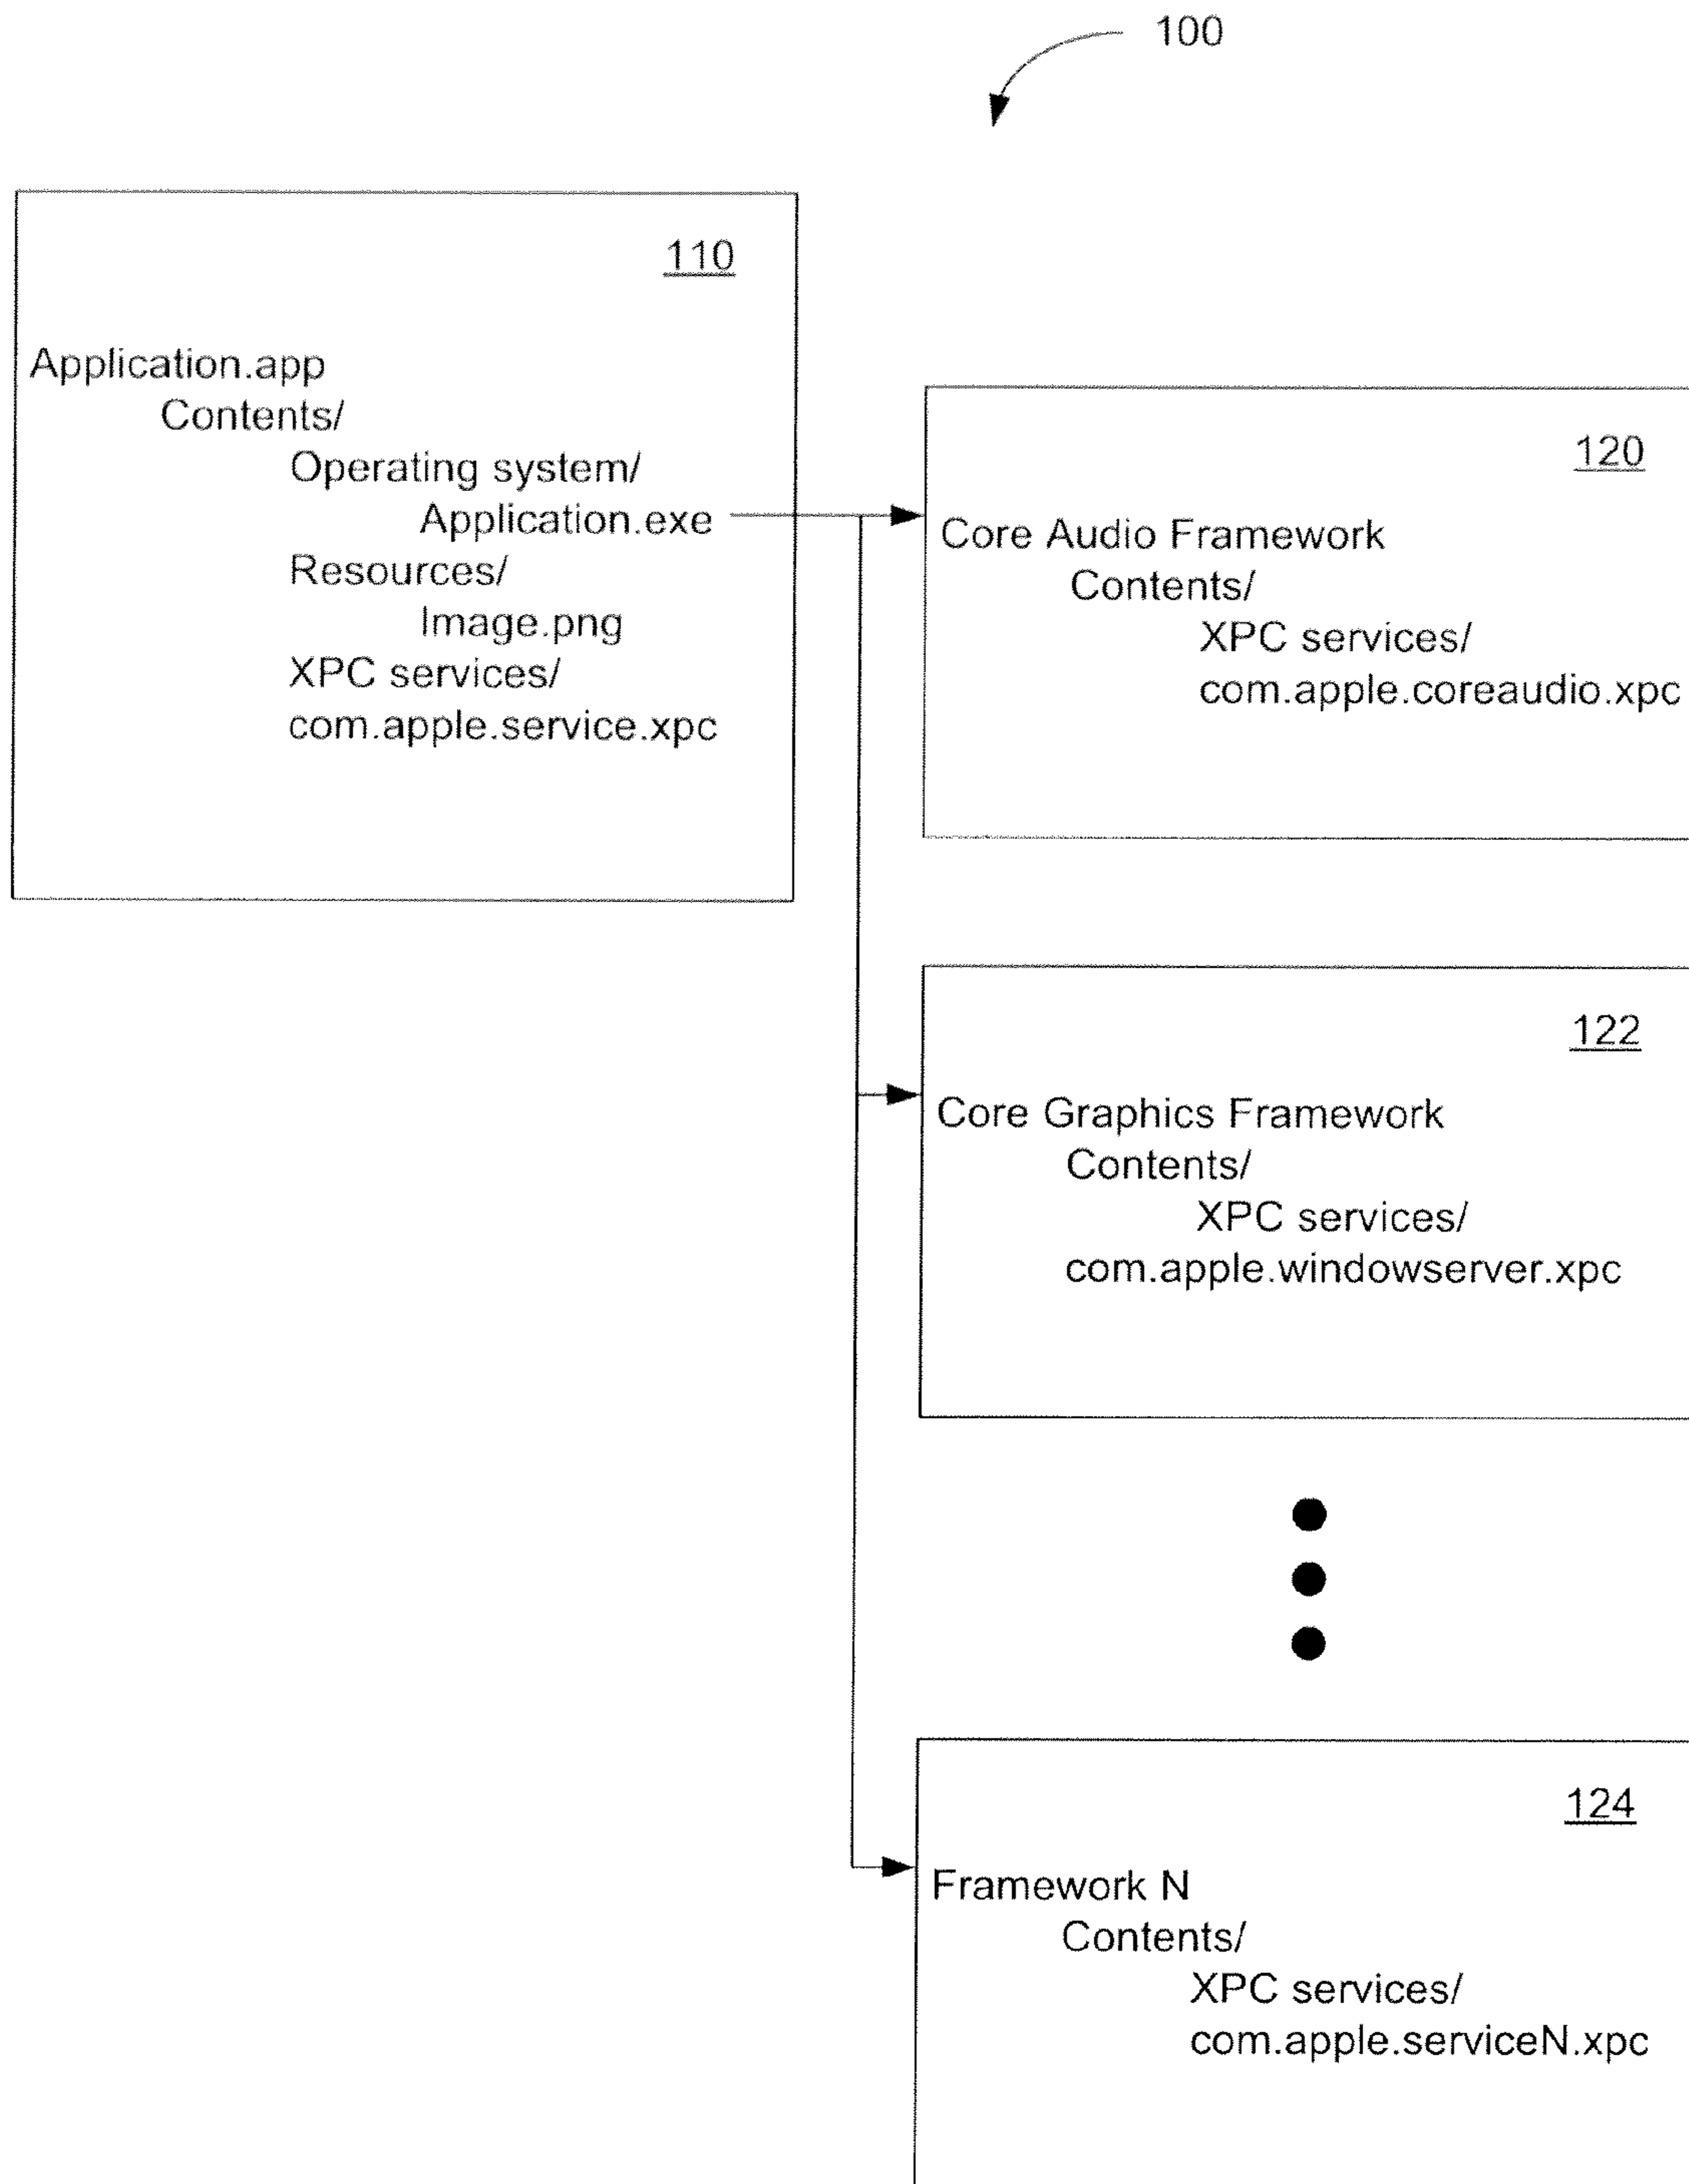 100
110
Application.app
Contents/
Operating system/
Application.exe
Resources/
Image.png
XPC services/
com.apple.service.xpc
120
Core Audio Framework
Contents/
XPC services/
com.apple.coreaudio.xpc
122
Core Graphics Framework
Contents/
XPC services/
com.apple.windowserver.xpc
124
Framework N
Contents/
XPC services/
com.apple.serviceN.xpc